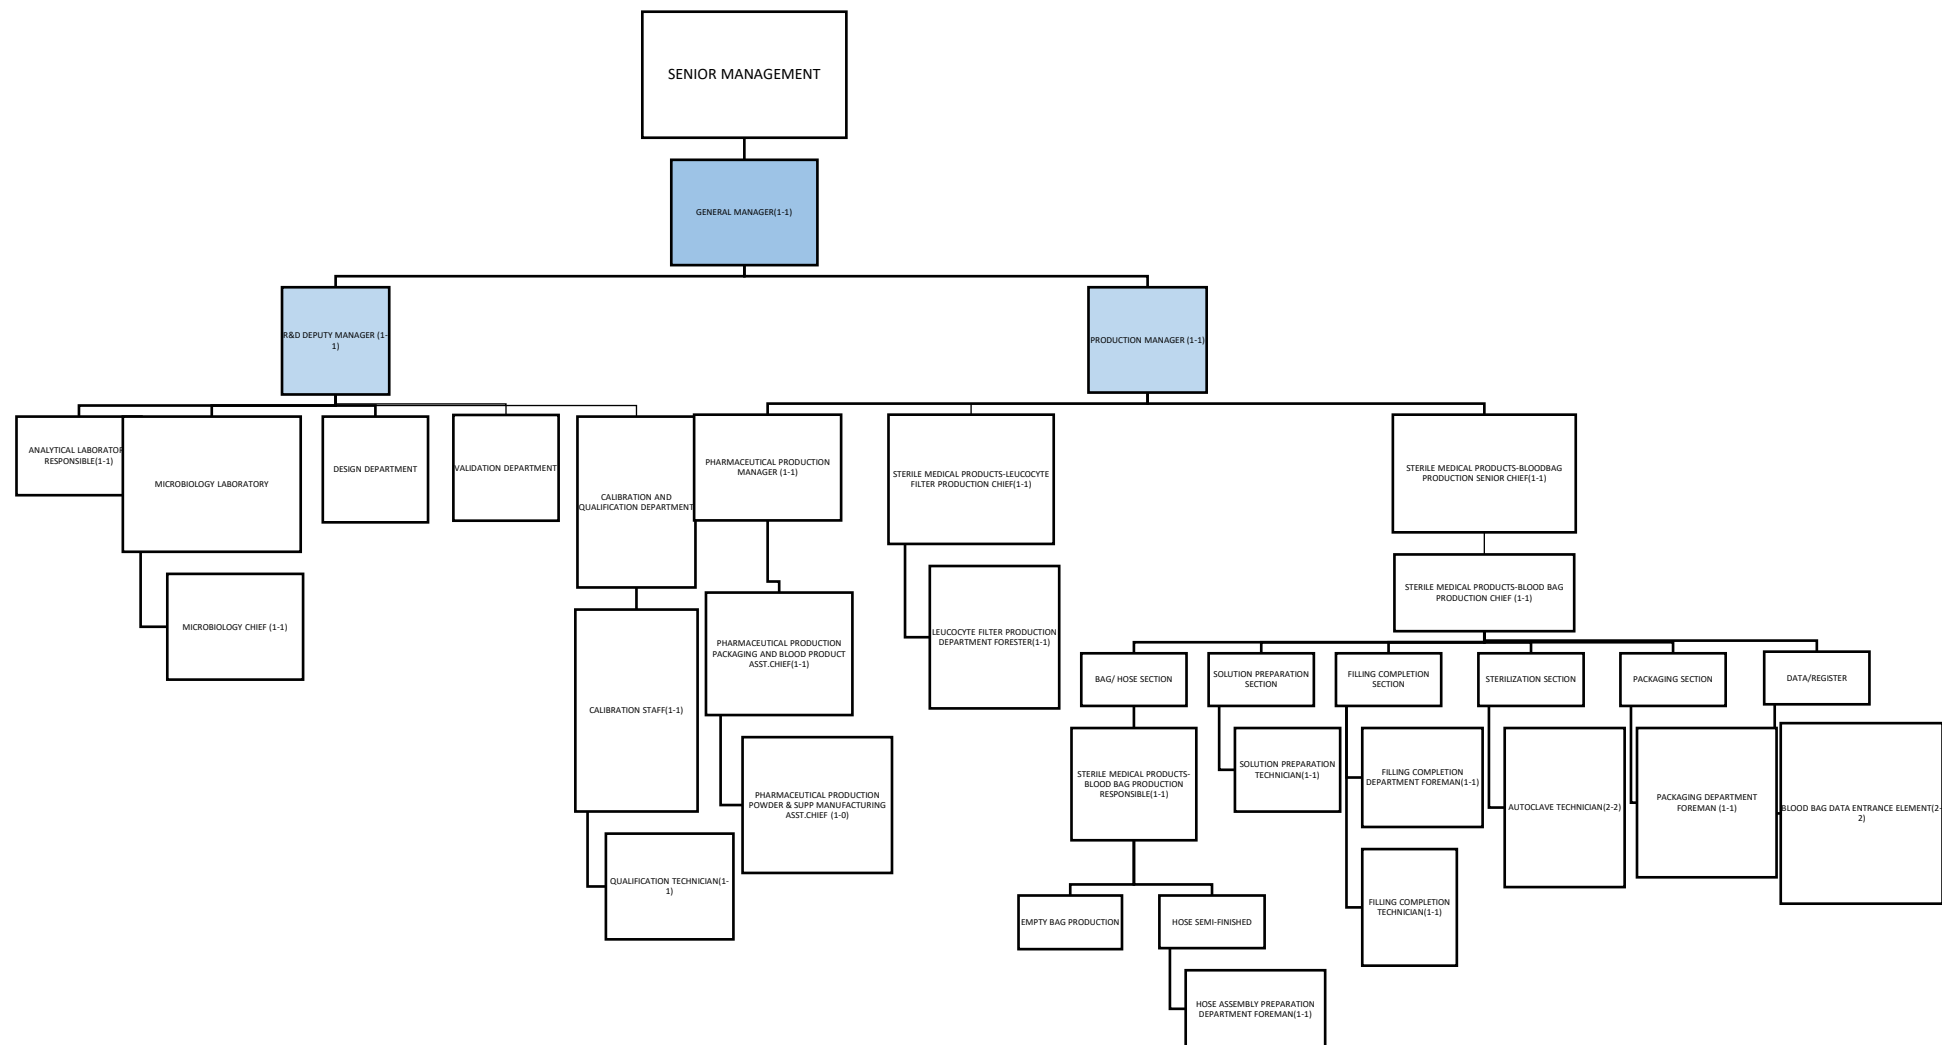 SENIOR MANAGEMENT
GENERAL MANAGER(1-1)
R&D DEPUTY MANAGER (1-
1)
PRODUCTION MANAGER (1-1)
ANALYTICAL LABORATOR
RESPONSIBLE(1-1)
MICROBIOLOGY LABORATORY
DESIGN DEPARTMENT
VALIDATION DEPARTMENT
CALIBRATION AND
QUALIFICATION DEPARTMENT
PHARMACEUTICAL PRODUCTION
MANAGER (1-1)
STERILE MEDICAL PRODUCTS-LEUCOCYTE
FILTER PRODUCTION CHIEF(1-1)
STERILE MEDICAL PRODUCTS-BLOODBAG
PRODUCTION SENIOR CHIEF(1-1)
STERILE MEDICAL PRODUCTS-BLOOD BAG
PRODUCTION CHIEF (1-1)
MICROBIOLOGY CHIEF (1-1)
PHARMACEUTICAL PRODUCTION
PACKAGING AND BLOOD PRODUCT
ASST.CHIEF(1-1)
LEUCOCYTE FILTER PRODUCTION
DEPARTMENT FORESTER(1-1)
CALIBRATION STAFF(1-1)
BAG/ HOSE SECTION
SOLUTION PREPARATION
SECTION
FILLING COMPLETION
SECTION
STERILIZATION SECTION
PACKAGING SECTION
DATA/REGISTER
STERILE MEDICAL PRODUCTS-
BLOOD BAG PRODUCTION
RESPONSIBLE(1-1)
SOLUTION PREPARATION
TECHNICIAN(1-1)
FILLING COMPLETION
DEPARTMENT FOREMAN(1-1)
AUTOCLAVE TECHNICIAN(2-2)
PACKAGING DEPARTMENT
FOREMAN (1-1)
BLOOD BAG DATA ENTRANCE ELEMENT(2-
2)
PHARMACEUTICAL PRODUCTION
POWDER & SUPP MANUFACTURING
ASST.CHIEF (1-0)
QUALIFICATION TECHNICIAN(1-
1)
FILLING COMPLETION
TECHNICIAN(1-1)
EMPTY BAG PRODUCTION
HOSE SEMI-FINISHED
HOSE ASSEMBLY PREPARATION
DEPARTMENT FOREMAN(1-1)